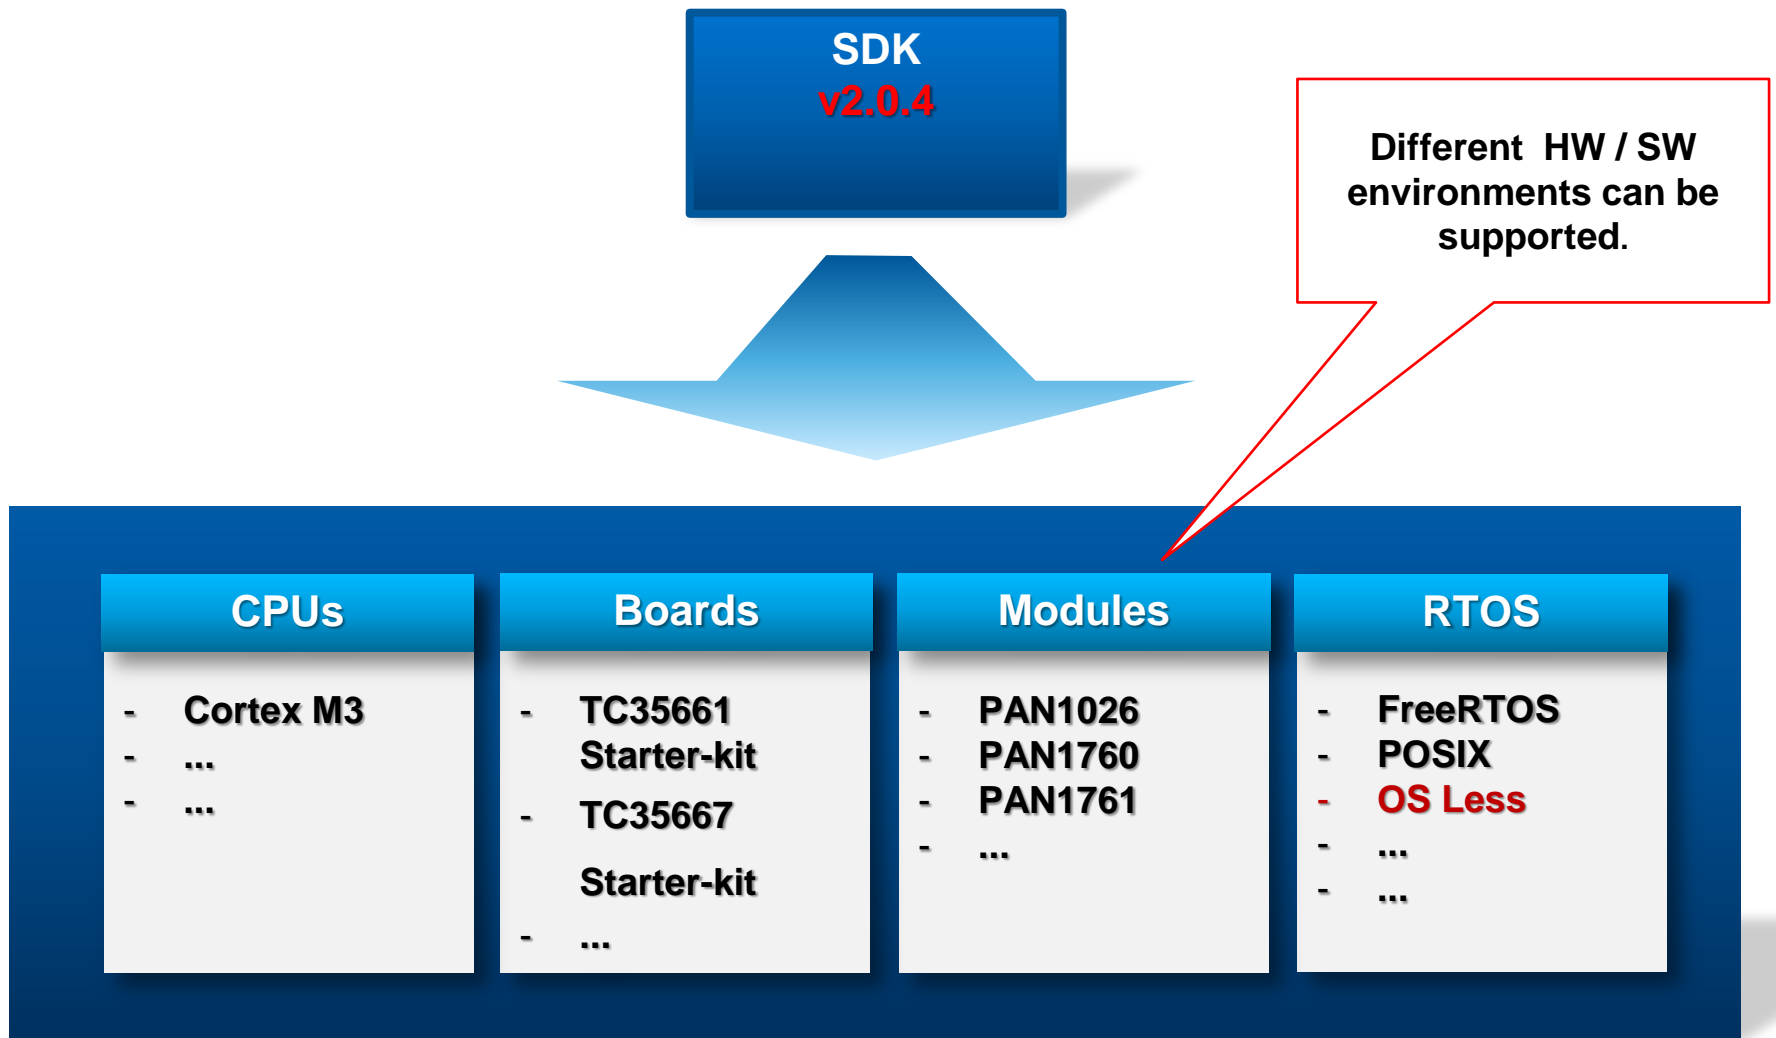 SDK
v2.0.4
Different HW / SW
environments can be
supported.
CPUs
- Cortex M3
- ...
- ...
Boards
- TC35661
Starter-kit
- TC35667
Starter-kit
- ...
Modules
- PAN1026
- PAN1760
- PAN1761
- ...
RTOS
- FreeRTOS
- POSIX
- OS Less
- ...
- ...